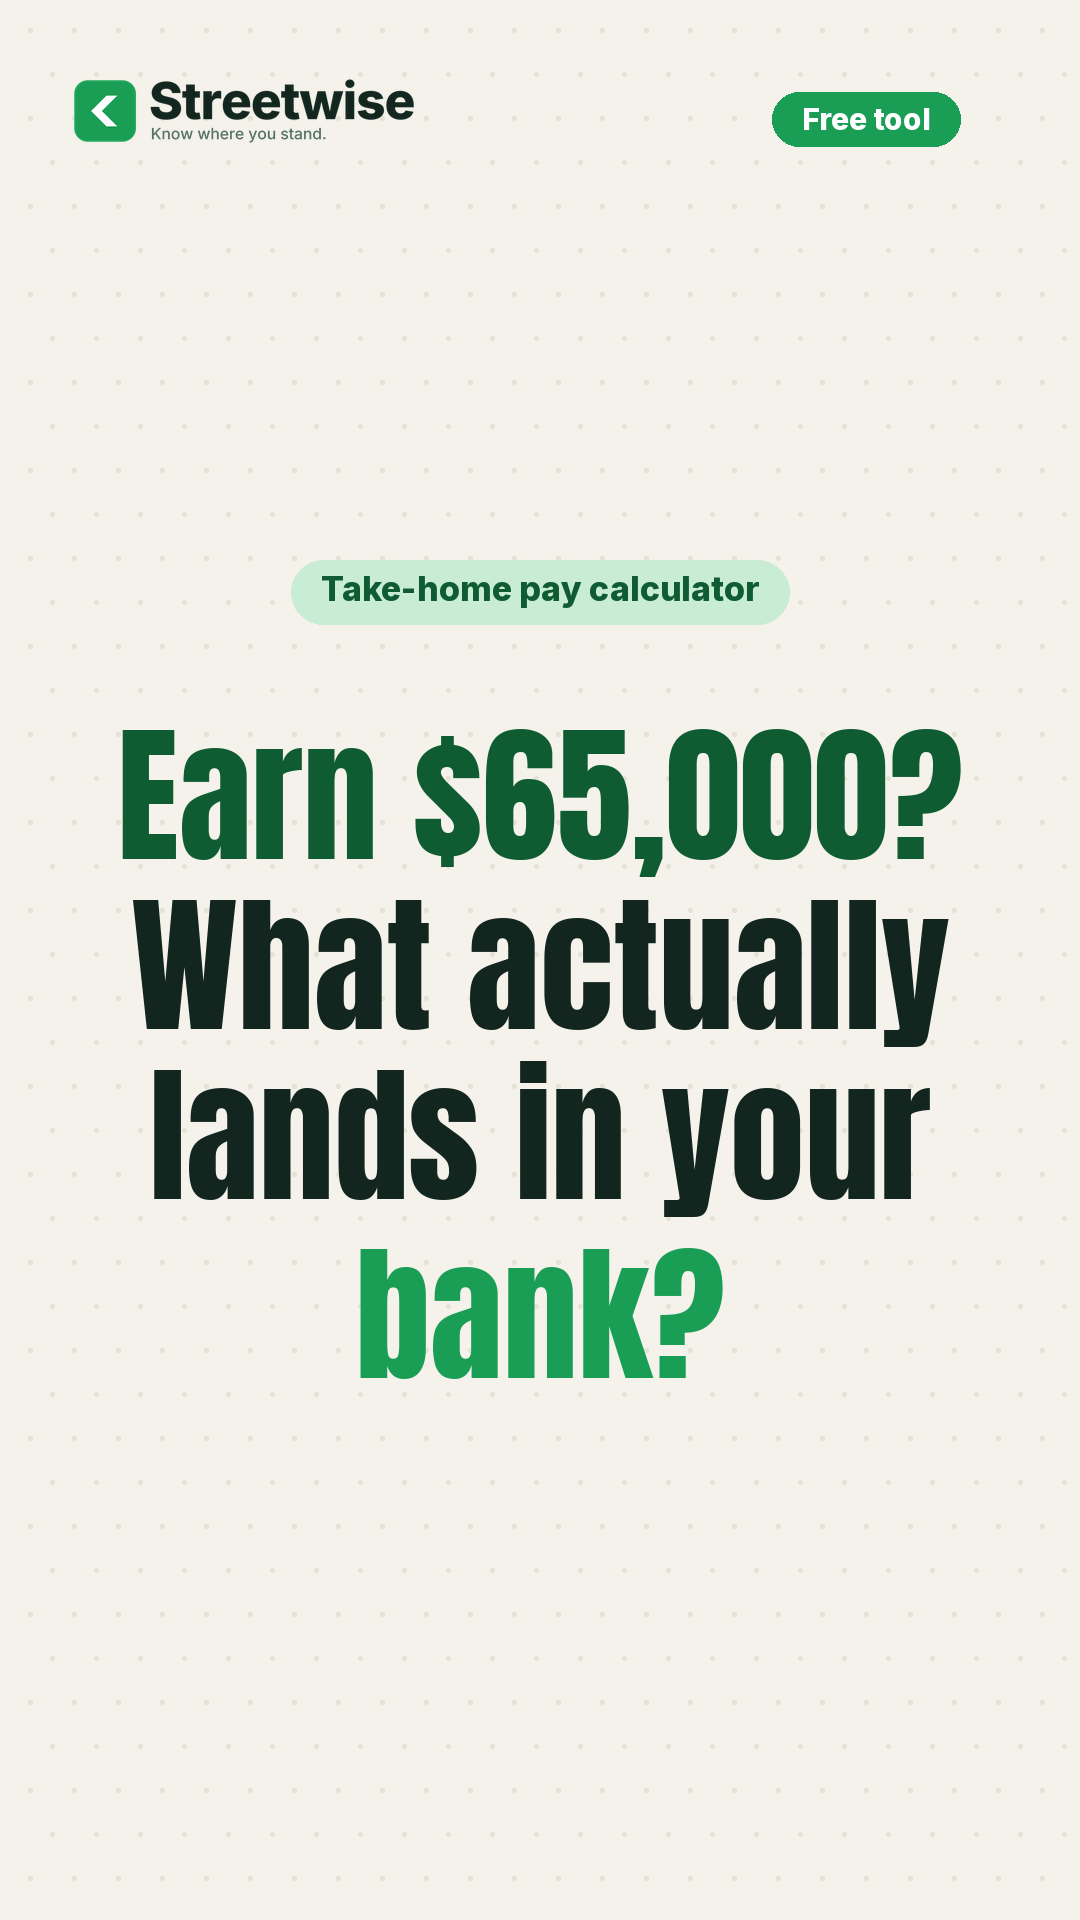 Streetwise
Know where you stand.
Free tool
Take-home pay calculator
Earn $65,000?
What actually
lands in your
bank?